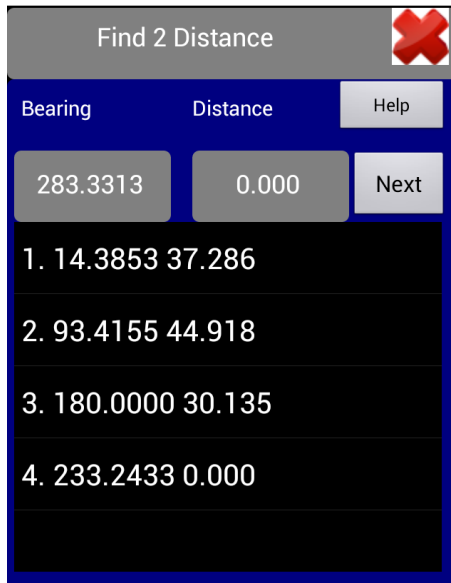 Find 2 Distance
Bearing Distance Help
283.3313 0.000 Next
1. 14.3853 37.286
2. 93.4155 44.918
3. 180.0000 30.135
4. 233.2433 0.000